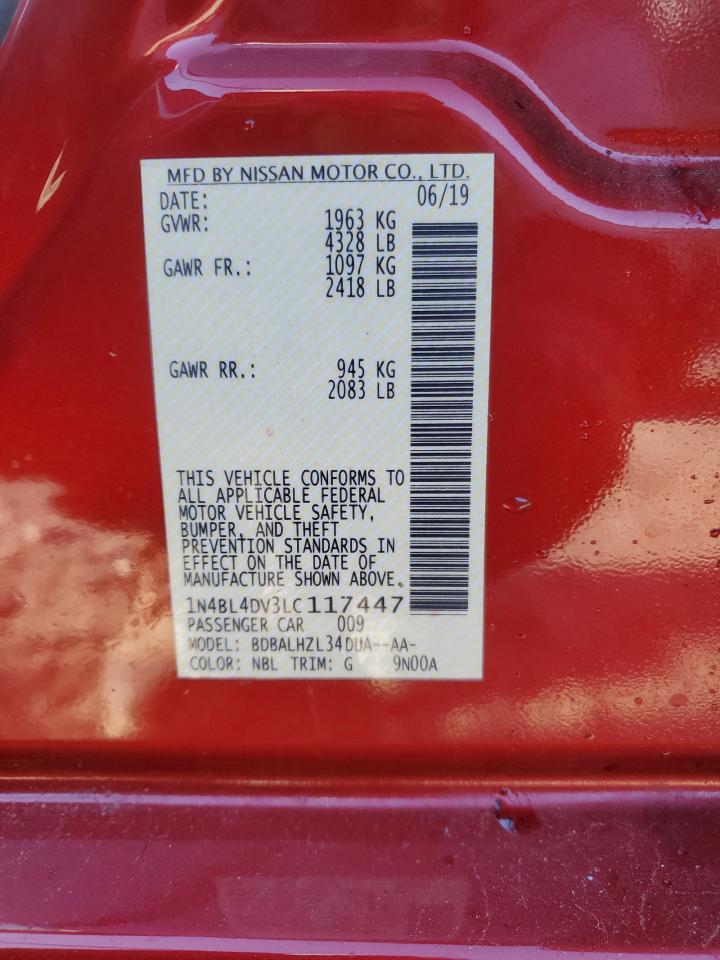 MFD BY NISSAN MOTOR CO., LTD.
DATE: 06/19
GVWR: 1963 KG
4328 LB
GAWR FR.: 1097 KG
2418 LB
GAWR RR.: 945 KG
2083 LB
THIS VEHICLE CONFORMS TO
ALL APPLICABLE FEDERAL
MOTOR VEHICLE SAFETY,
BUMPER, AND THEFT
PREVENTION STANDARDS IN
EFFECT ON THE DATE OF
MANUFACTURE SHOWN ABOVE.
1N4BL4DV3LC117447
PASSENGER CAR 009
MODEL: BDBALHZL34DUA--AA-
COLOR: NBL TRIM: G 9N00A